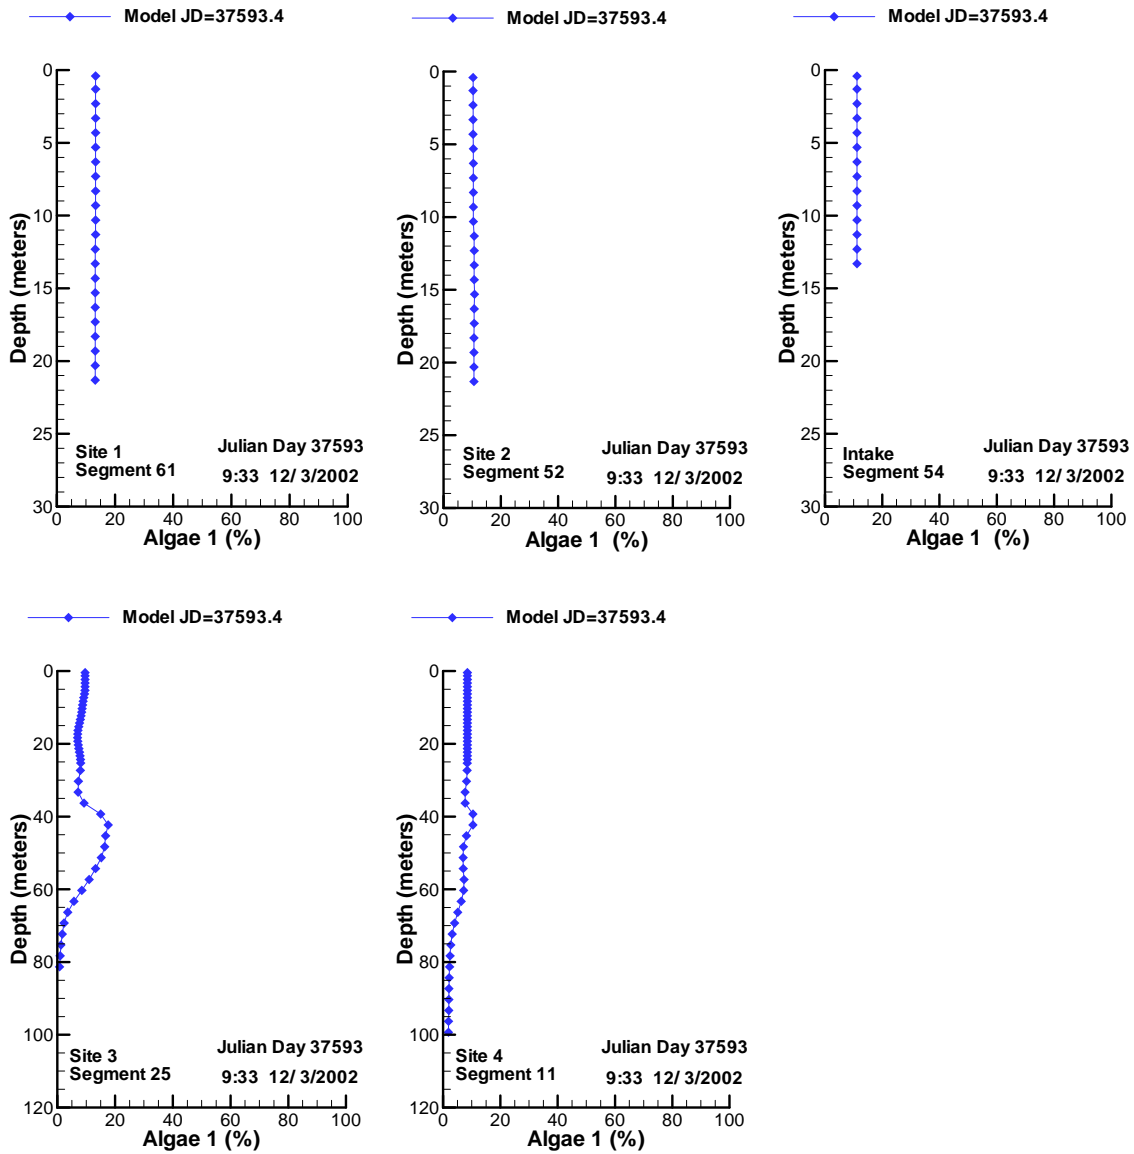 Model JD=37593.4
0
5
10
15
20
25
30
0 20 40 60 80 100
Depth (meters)
Algae 1 (%)
Site 1
Segment 61
Julian Day 37593
9:33 12/ 3/2002
Model JD=37593.4
0
5
10
15
20
25
30
0 20 40 60 80 100
Depth (meters)
Algae 1 (%)
Site 2
Segment 52
Julian Day 37593
9:33 12/ 3/2002
Model JD=37593.4
0
5
10
15
20
25
30
0 20 40 60 80 100
Depth (meters)
Algae 1 (%)
Intake
Segment 54
Julian Day 37593
9:33 12/ 3/2002
Model JD=37593.4
0
20
40
60
80
100
120
0 20 40 60 80 100
Depth (meters)
Algae 1 (%)
Site 3
Segment 25
Julian Day 37593
9:33 12/ 3/2002
Model JD=37593.4
0
20
40
60
80
100
120
0 20 40 60 80 100
Depth (meters)
Algae 1 (%)
Site 4
Segment 11
Julian Day 37593
9:33 12/ 3/2002